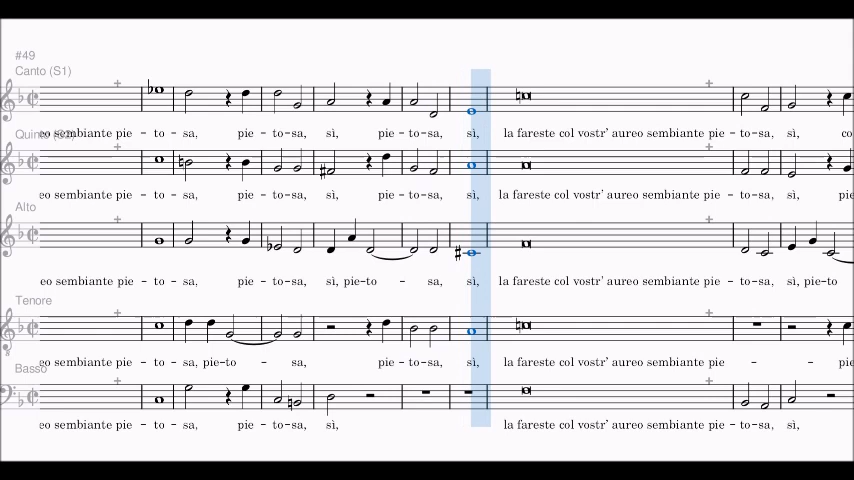 #49
Canto (S1)
eo sembiante pie - to - sa, pie - to - sa, sì, pie - to - sa, sì, la fareste col vostr' aureo sembiante pie - to - sa, sì, co
Quinto (S2)
eo sembiante pie - to - sa, pie - to - sa, sì, pie - to - sa, sì, la fareste col vostr' aureo sembiante pie - to - sa, sì, pie
Alto
eo sembiante pie - to - sa, pie - to - sa, sì, pie-to - sa, sì, la fareste col vostr' aureo sembiante pie - to - sa, sì, pie-to
Tenore
eo sembiante pie - to - sa, pie-to - sa, pie - to - sa, sì, la fareste col vostr' aureo sembiante pie - - pie
Basso
eo sembiante pie - to - sa, pie - to - sa, sì, la fareste col vostr' aureo sembiante pie - to - sa, sì,